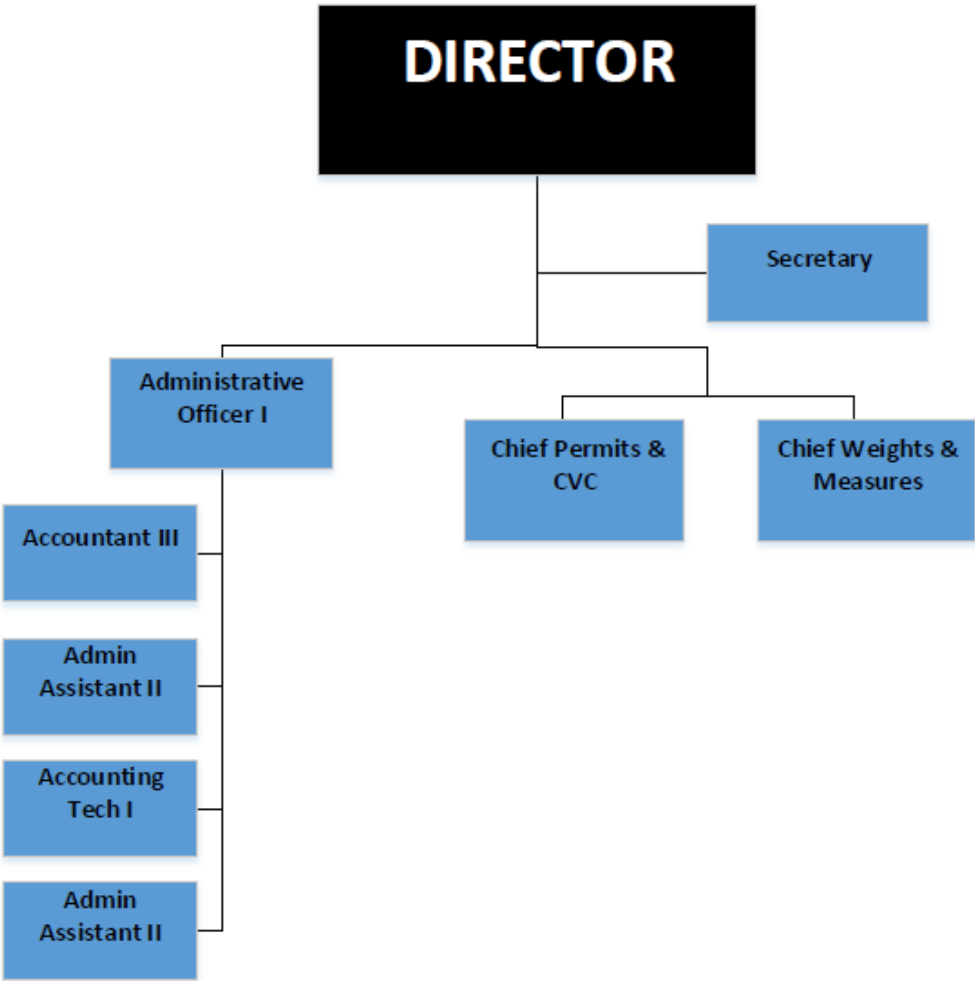 DIRECTOR
Secretary
Administrative
Officer I
Chief Permits &
CVC
Chief Weights &
Measures
Accountant III
Admin
Assistant II
Accounting
Tech I
Admin
Assistant II